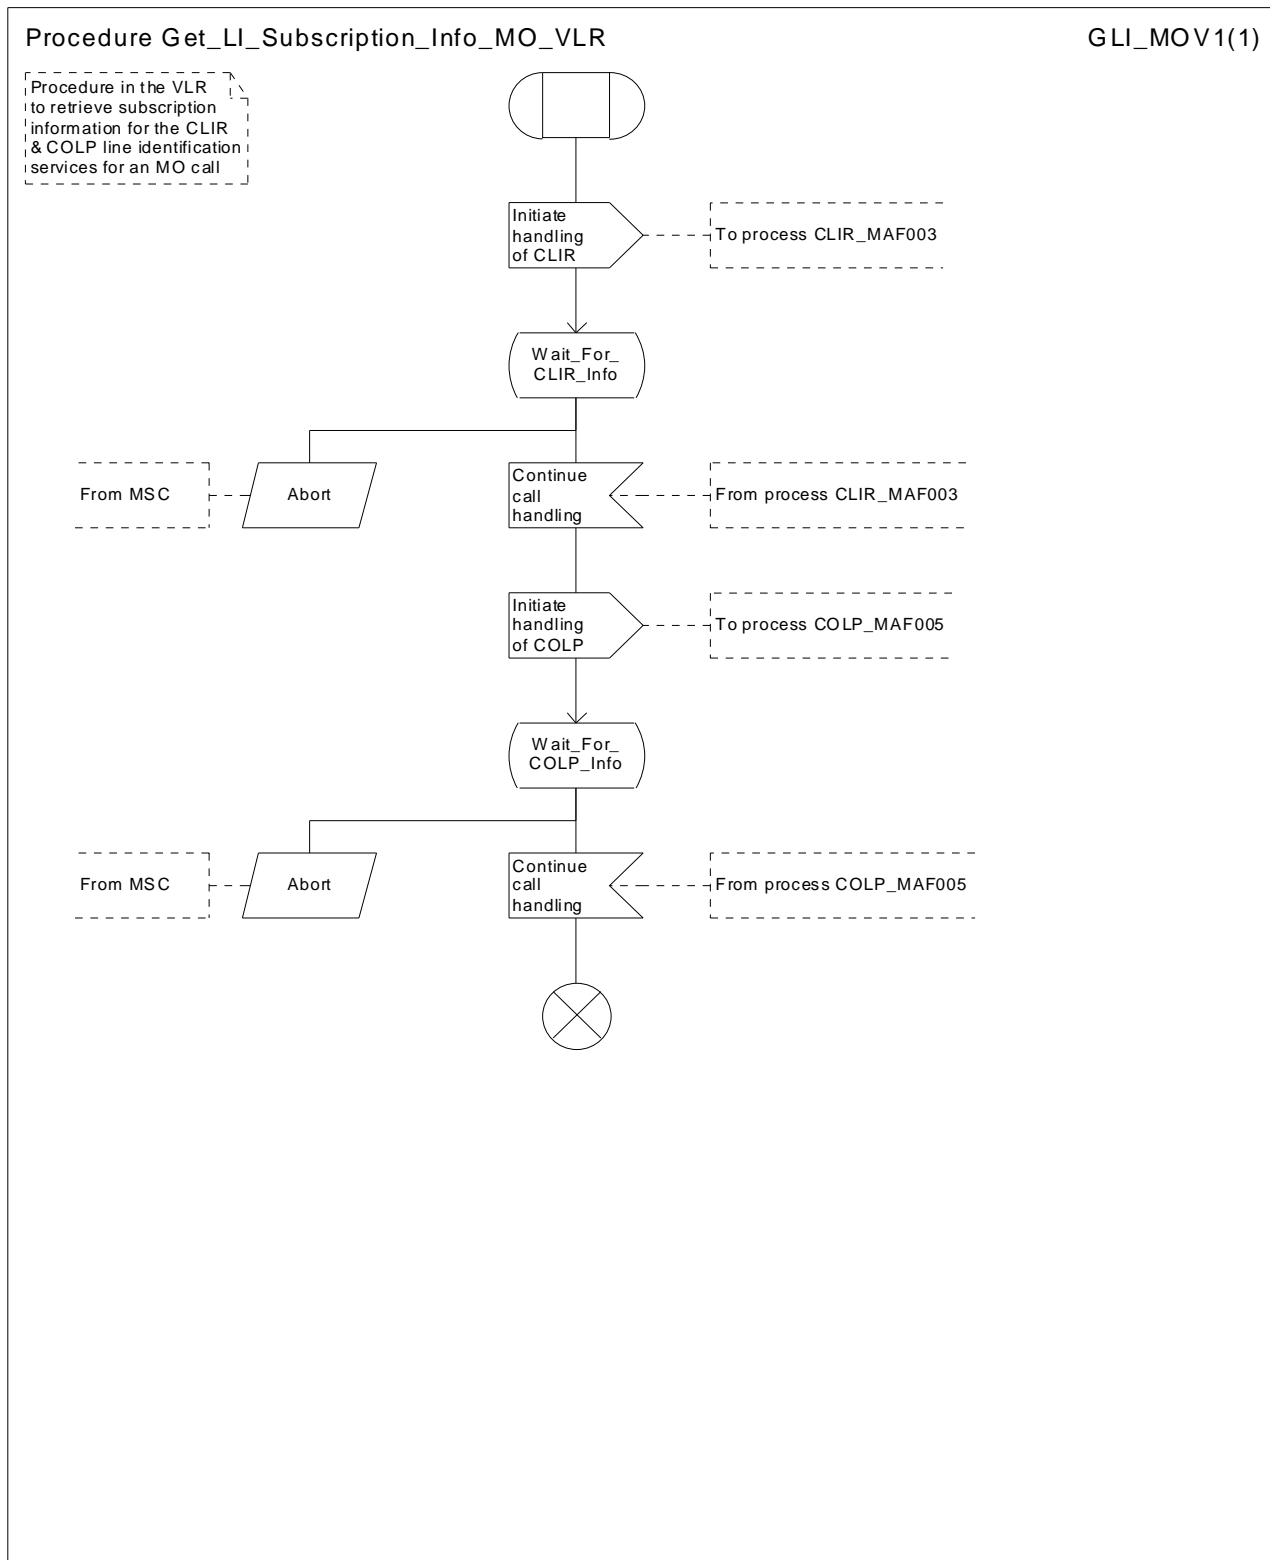 Procedure Get_LI_Subscription_Info_MO_VLR
GLI_MOV1(1)
Procedure in the VLR
to retrieve subscription
information for the CLIR
& COLP line identification
services for an MO call
Initiate
handling
of CLIR
To process CLIR_MAF003
Wait_For_
CLIR_Info
From MSC
Abort
Continue
call
handling
From process CLIR_MAF003
Initiate
handling
of COLP
To process COLP_MAF005
Wait_For_
COLP_Info
From MSC
Abort
Continue
call
handling
From process COLP_MAF005